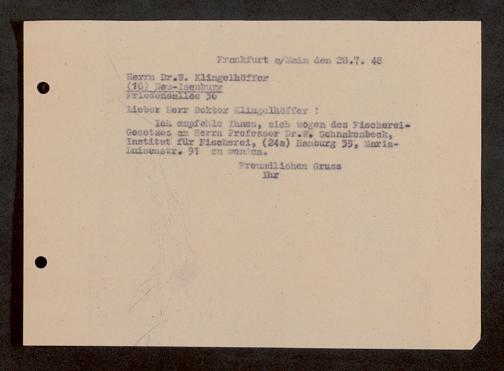 Frankfurt a/Main den 28.7. 48
Herrn Dr.W. Klingelhöffer
(16) Neu-Isenburg
Friedensallee 36
Lieber Herr Doktor Klingelhöffer !
Ich empfehle Ihnen, sich wegen des Fischerei-
Gesetzes an Herrn Professor Dr.W. Schnakenbeck,
Institut für Fischerei, (24a) Hamburg 39, Maria-
Luisenstr. 91 zu wenden.
Freundlichen Gruss
Ihr